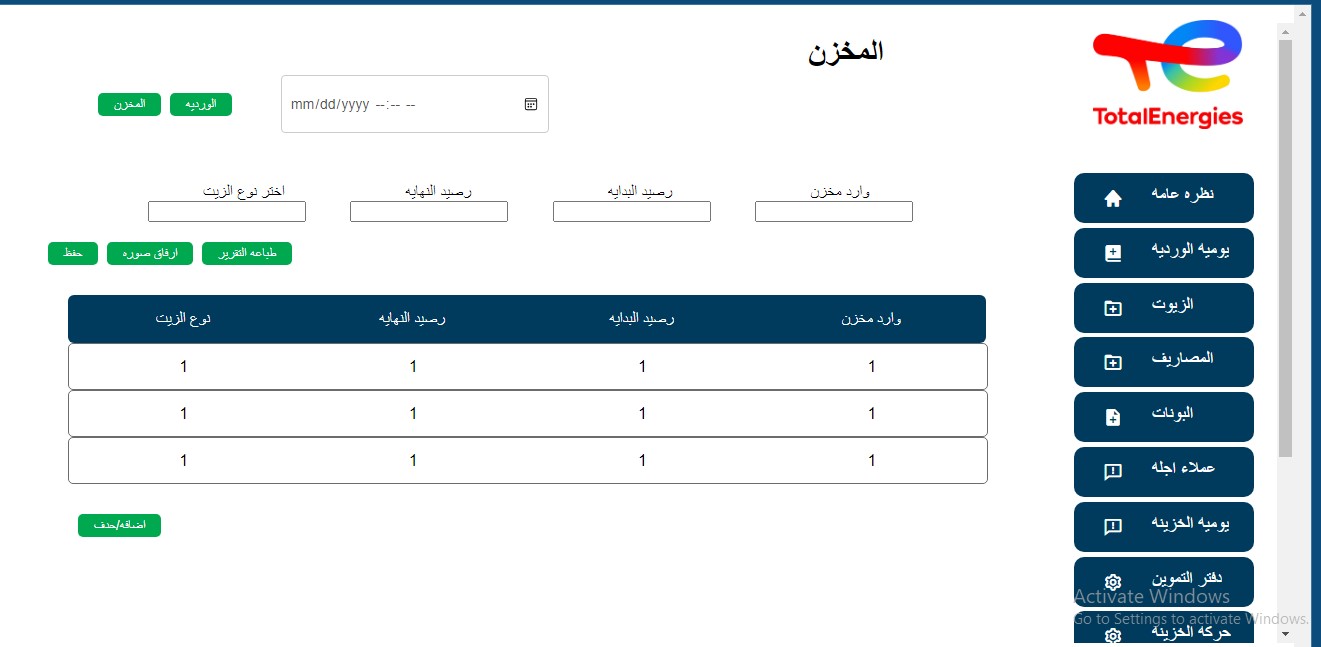 المخزن
TotalEnergies
mm/dd/yyyy --:-- --
الورديه
المخزن
وارد مخزن
رصيد البدايه
رصيد النهايه
اختر نوع الزيت
طباعه التقرير
ارفاق صوره
حفظ
وارد مخزن رصيد البدايه رصيد النهايه نوع الزيت
1 1 1 1
1 1 1 1
1 1 1 1
اضافه/حذف
نظره عامه
يوميه الورديه
الزيوت
المصاريف
البونات
عملاء اجله
يوميه الخزينه
دفتر التموين
حركة الخزينة
Activate Windows
Go to Settings to activate Windows.